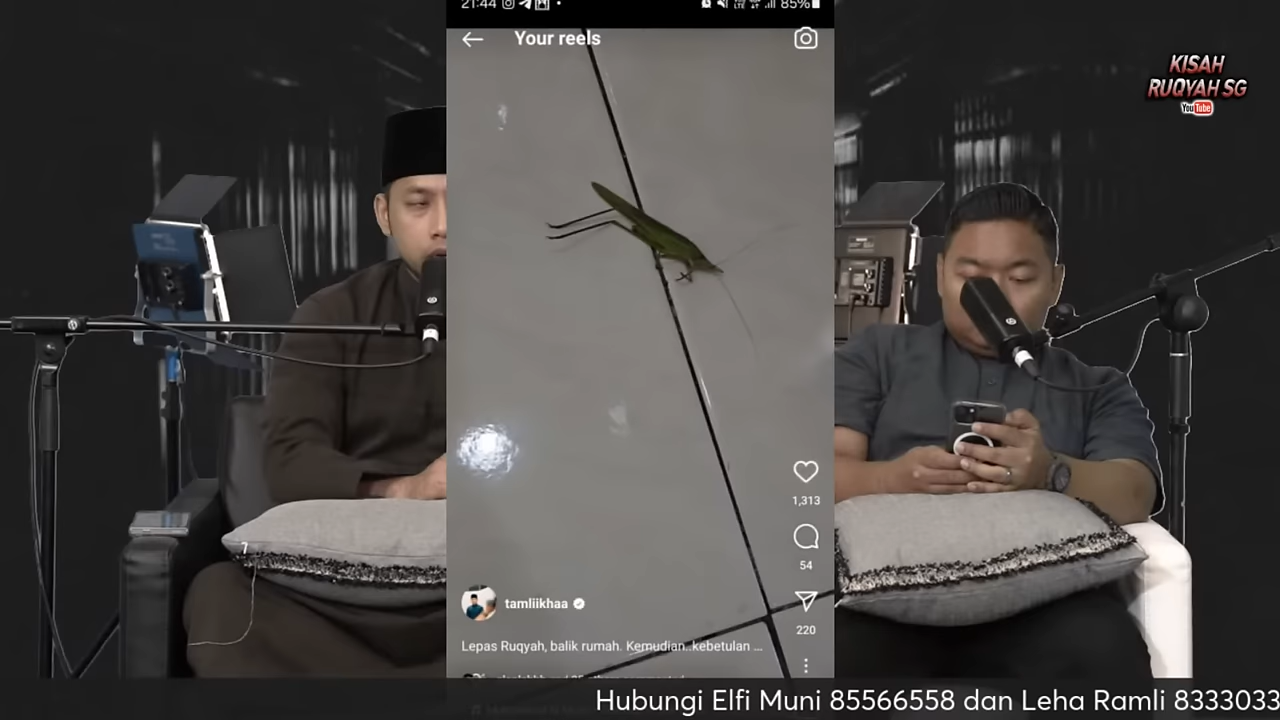 21:44
85%
Your reels
KISAH
RUQYAH SG
YouTube
1,313
54
tamliikhaa
220
Lepas Ruqyah, balik rumah. Kemudian..kebetulan ...
Hubungi Elfi Muni 85566558 dan Leha Ramli 8333033